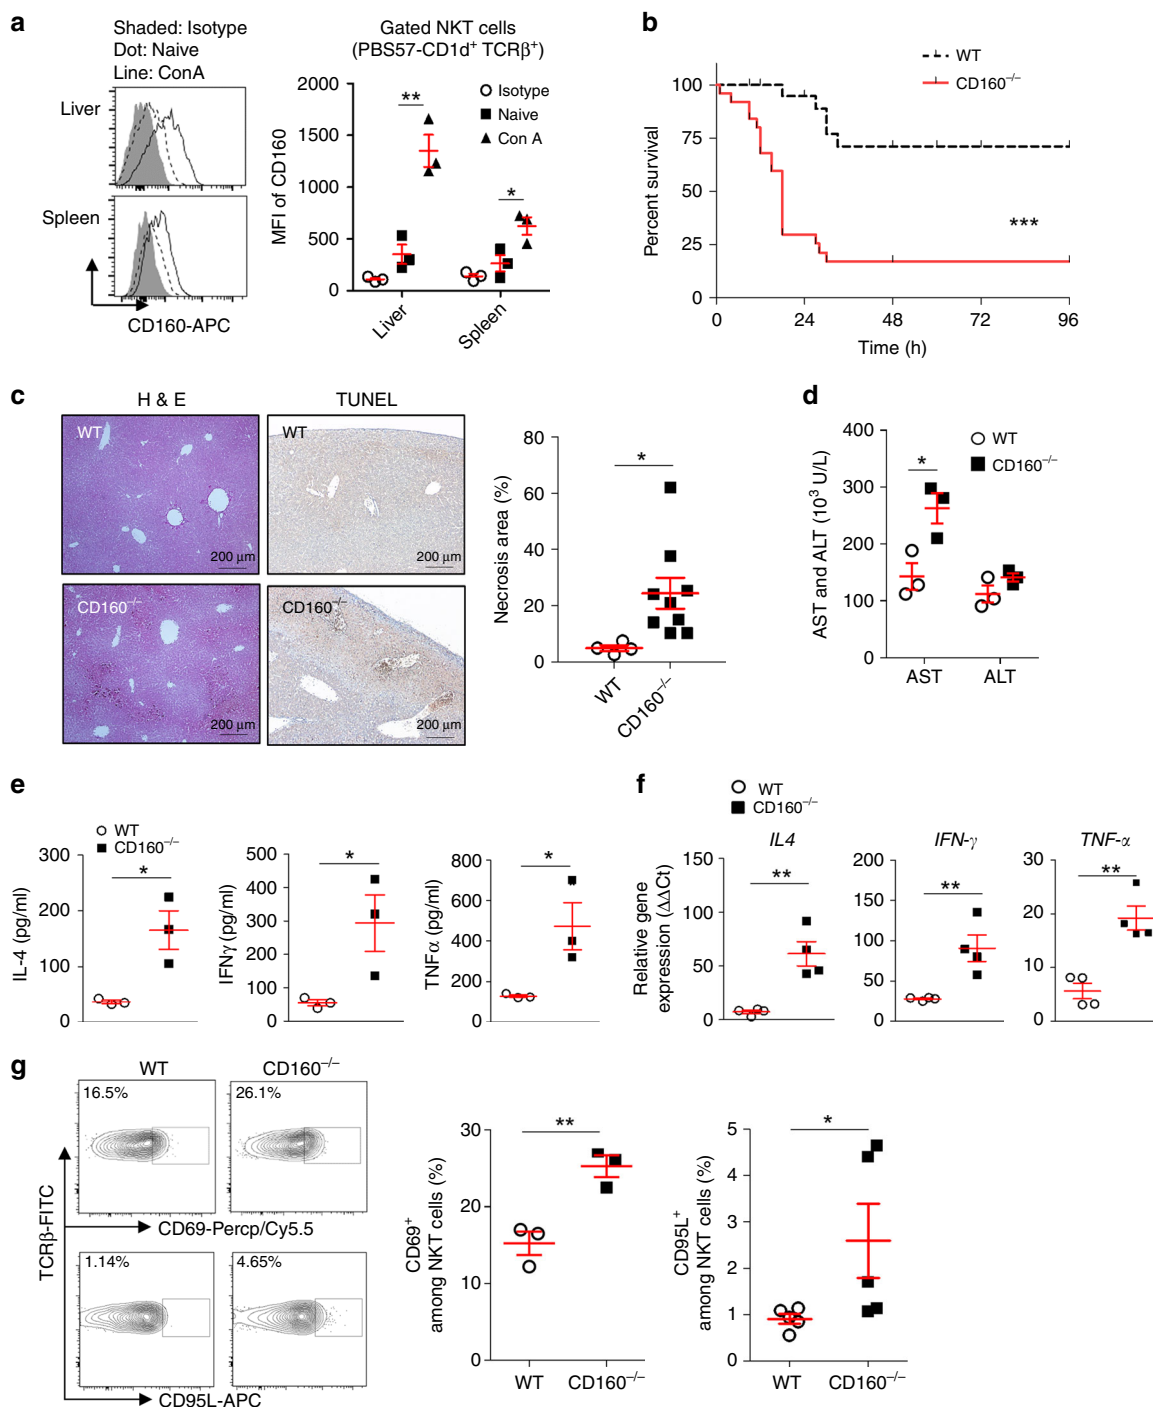 a
Shaded: Isotype
Dot: Naive
Line: ConA
Liver
Spleen
CD160-APC
Gated NKT cells
(PBS57-CD1d⁺ TCRβ⁺)
MFI of CD160
2000
1500
1000
500
0
**
*
Isotype
Naive
Con A
Liver
Spleen
b
WT
CD160⁻/⁻
Percent survival
100
75
50
25
0
***
0 24 48 72 96
Time (h)
c
H & E
TUNEL
WT
200 µm
WT
200 µm
CD160⁻/⁻
200 µm
CD160⁻/⁻
200 µm
Necrosis area (%)
80
60
40
20
0
*
WT
CD160⁻/⁻
d
AST and ALT (10³ U/L)
400
300
200
100
0
WT
CD160⁻/⁻
*
AST ALT
e
WT
CD160⁻/⁻
IL-4 (pg/ml)
300
200
100
0
*
IFNγ (pg/ml)
500
400
300
200
100
0
*
TNFα (pg/ml)
800
600
400
200
0
*
f
WT
CD160⁻/⁻
Relative gene
expression (ΔΔCt)
IL4
150
100
50
0
**
IFN-γ
200
150
100
50
0
**
TNF-α
30
20
10
0
**
g
WT
CD160⁻/⁻
16.5%
26.1%
TCRβ-FITC
CD69-Percp/Cy5.5
1.14%
4.65%
CD95L-APC
CD69⁺
among NKT cells (%)
30
20
10
0
**
WT CD160⁻/⁻
CD95L⁺
among NKT cells (%)
5
4
3
2
1
0
*
WT CD160⁻/⁻